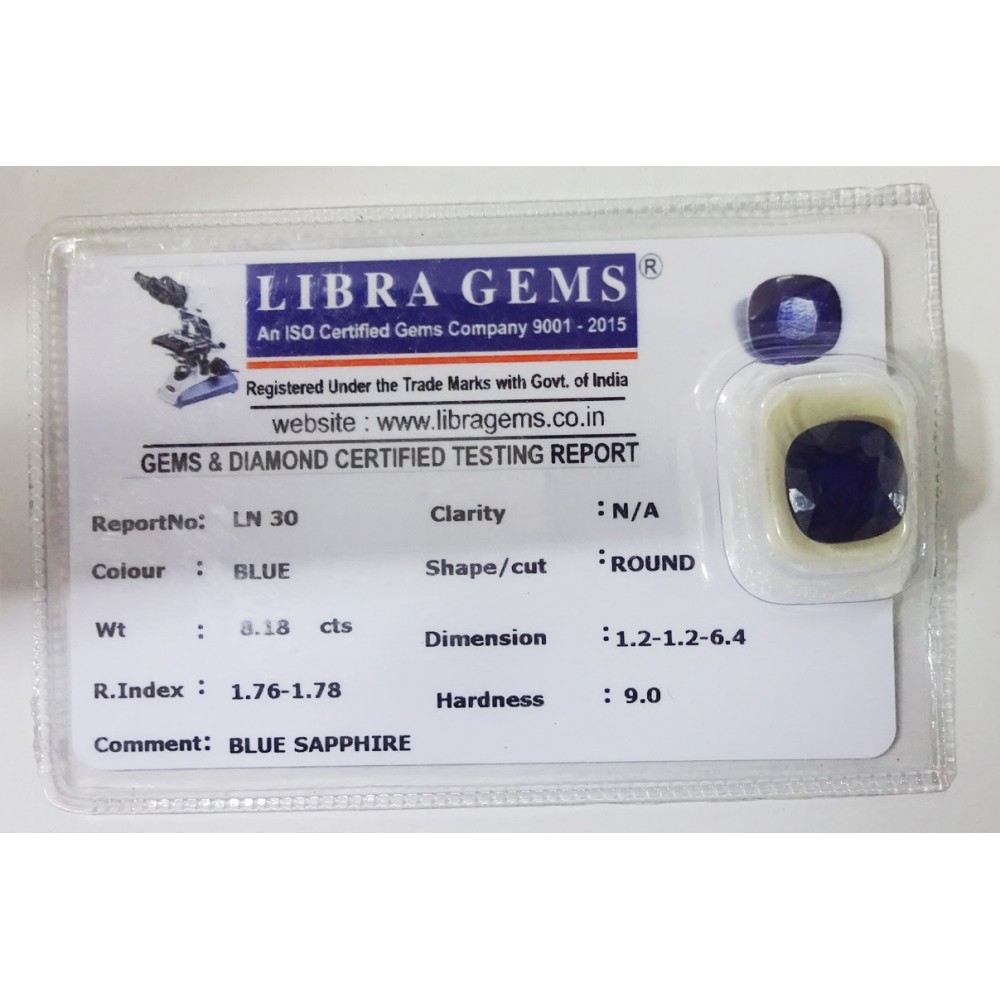 LIBRA GEMS ®
An ISO Certified Gems Company 9001 - 2015
Registered Under the Trade Marks with Govt. of India
website : www.libragems.co.in
GEMS & DIAMOND CERTIFIED TESTING REPORT
ReportNo: LN 30 Clarity : N/A
Colour : BLUE Shape/cut : ROUND
Wt : 8.18 cts Dimension : 1.2-1.2-6.4
R.Index : 1.76-1.78 Hardness : 9.0
Comment: BLUE SAPPHIRE